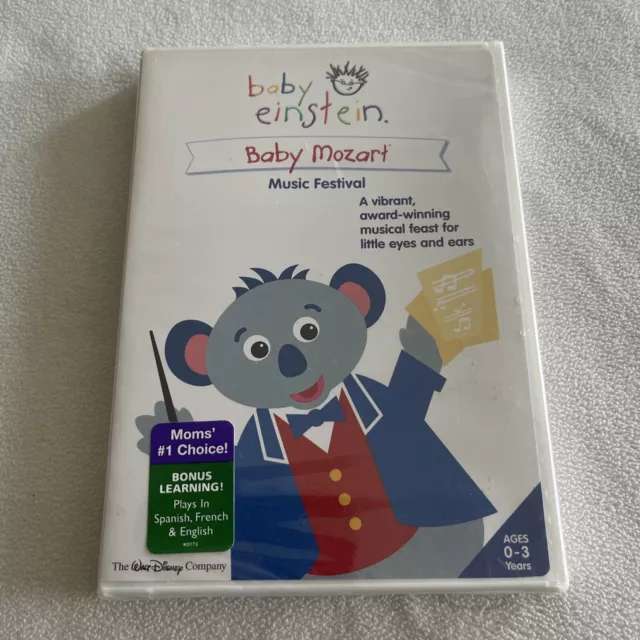 baby
einstein.
Baby Mozart
Music Festival
A vibrant,
award-winning
musical feast for
little eyes and ears
Moms'
#1 Choice!
BONUS
LEARNING!
Plays In
Spanish, French
& English
The Walt Disney Company
AGES
0-3
Years